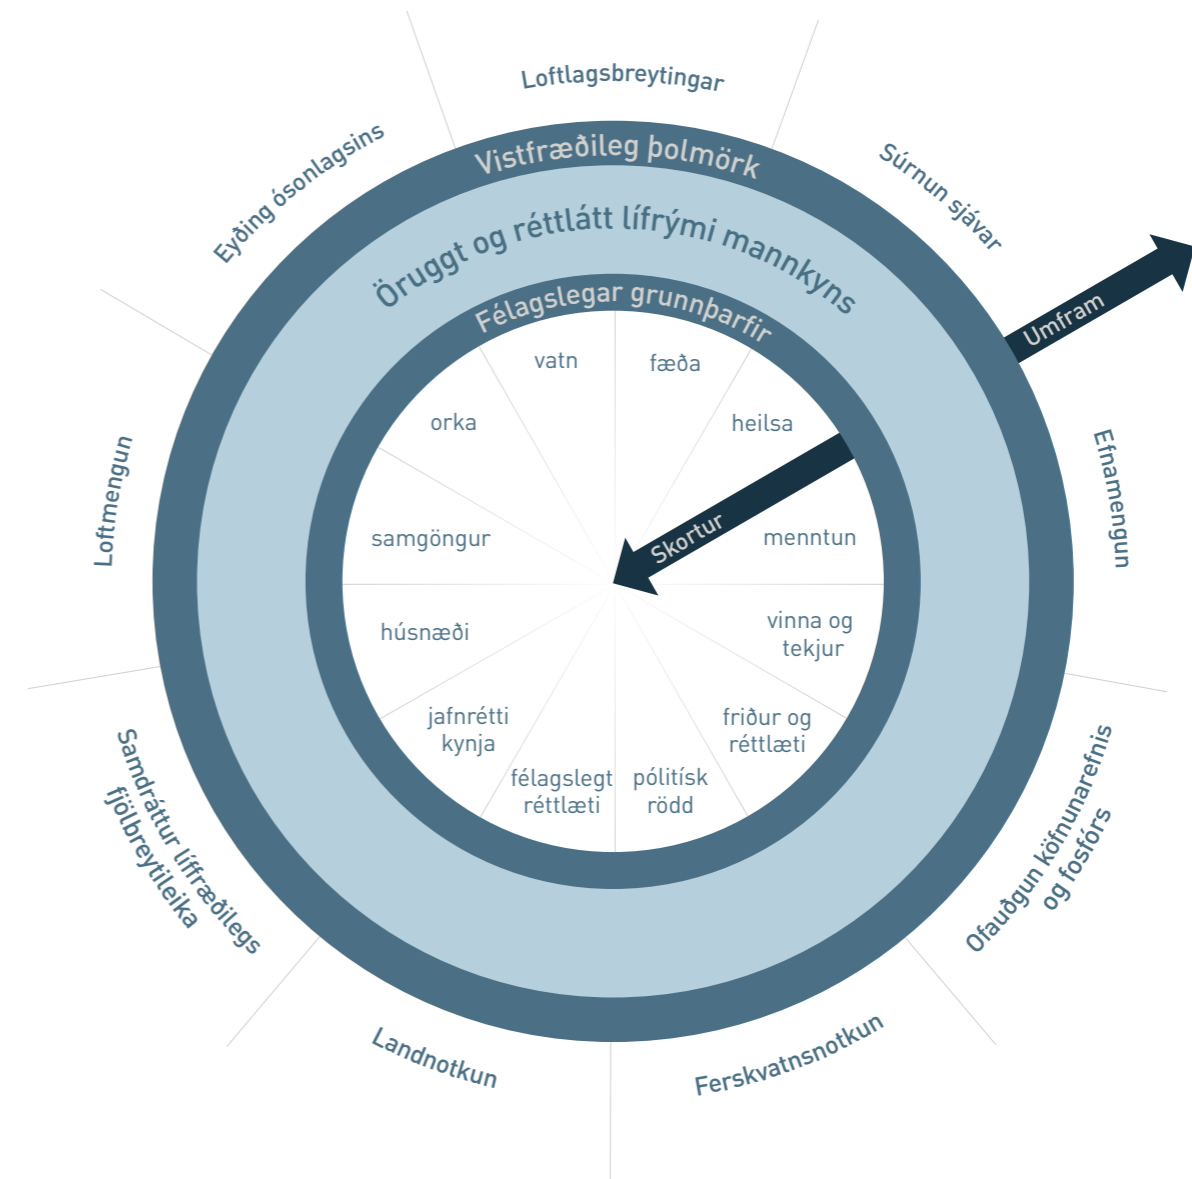 Loftlagsbreytingar
Súrnun sjávar
Efnamengun
Ofauðgun köfnunarefnis
og fosfórs
Ferskvatnsnotkun
Landnotkun
Samdráttur líffræðilegs
fjölbreytileika
Loftmengun
Eyðing ósonlagsins
Vistfræðileg þolmörk
Öruggt og réttlátt lífrými mannkyns
Félagslegar grunnþarfir
Umfram
Skortur
vatn
fæða
heilsa
menntun
vinna og
tekjur
friður og
réttlæti
pólitísk
rödd
félagslegt
réttlæti
jafnrétti
kynja
húsnæði
samgöngur
orka